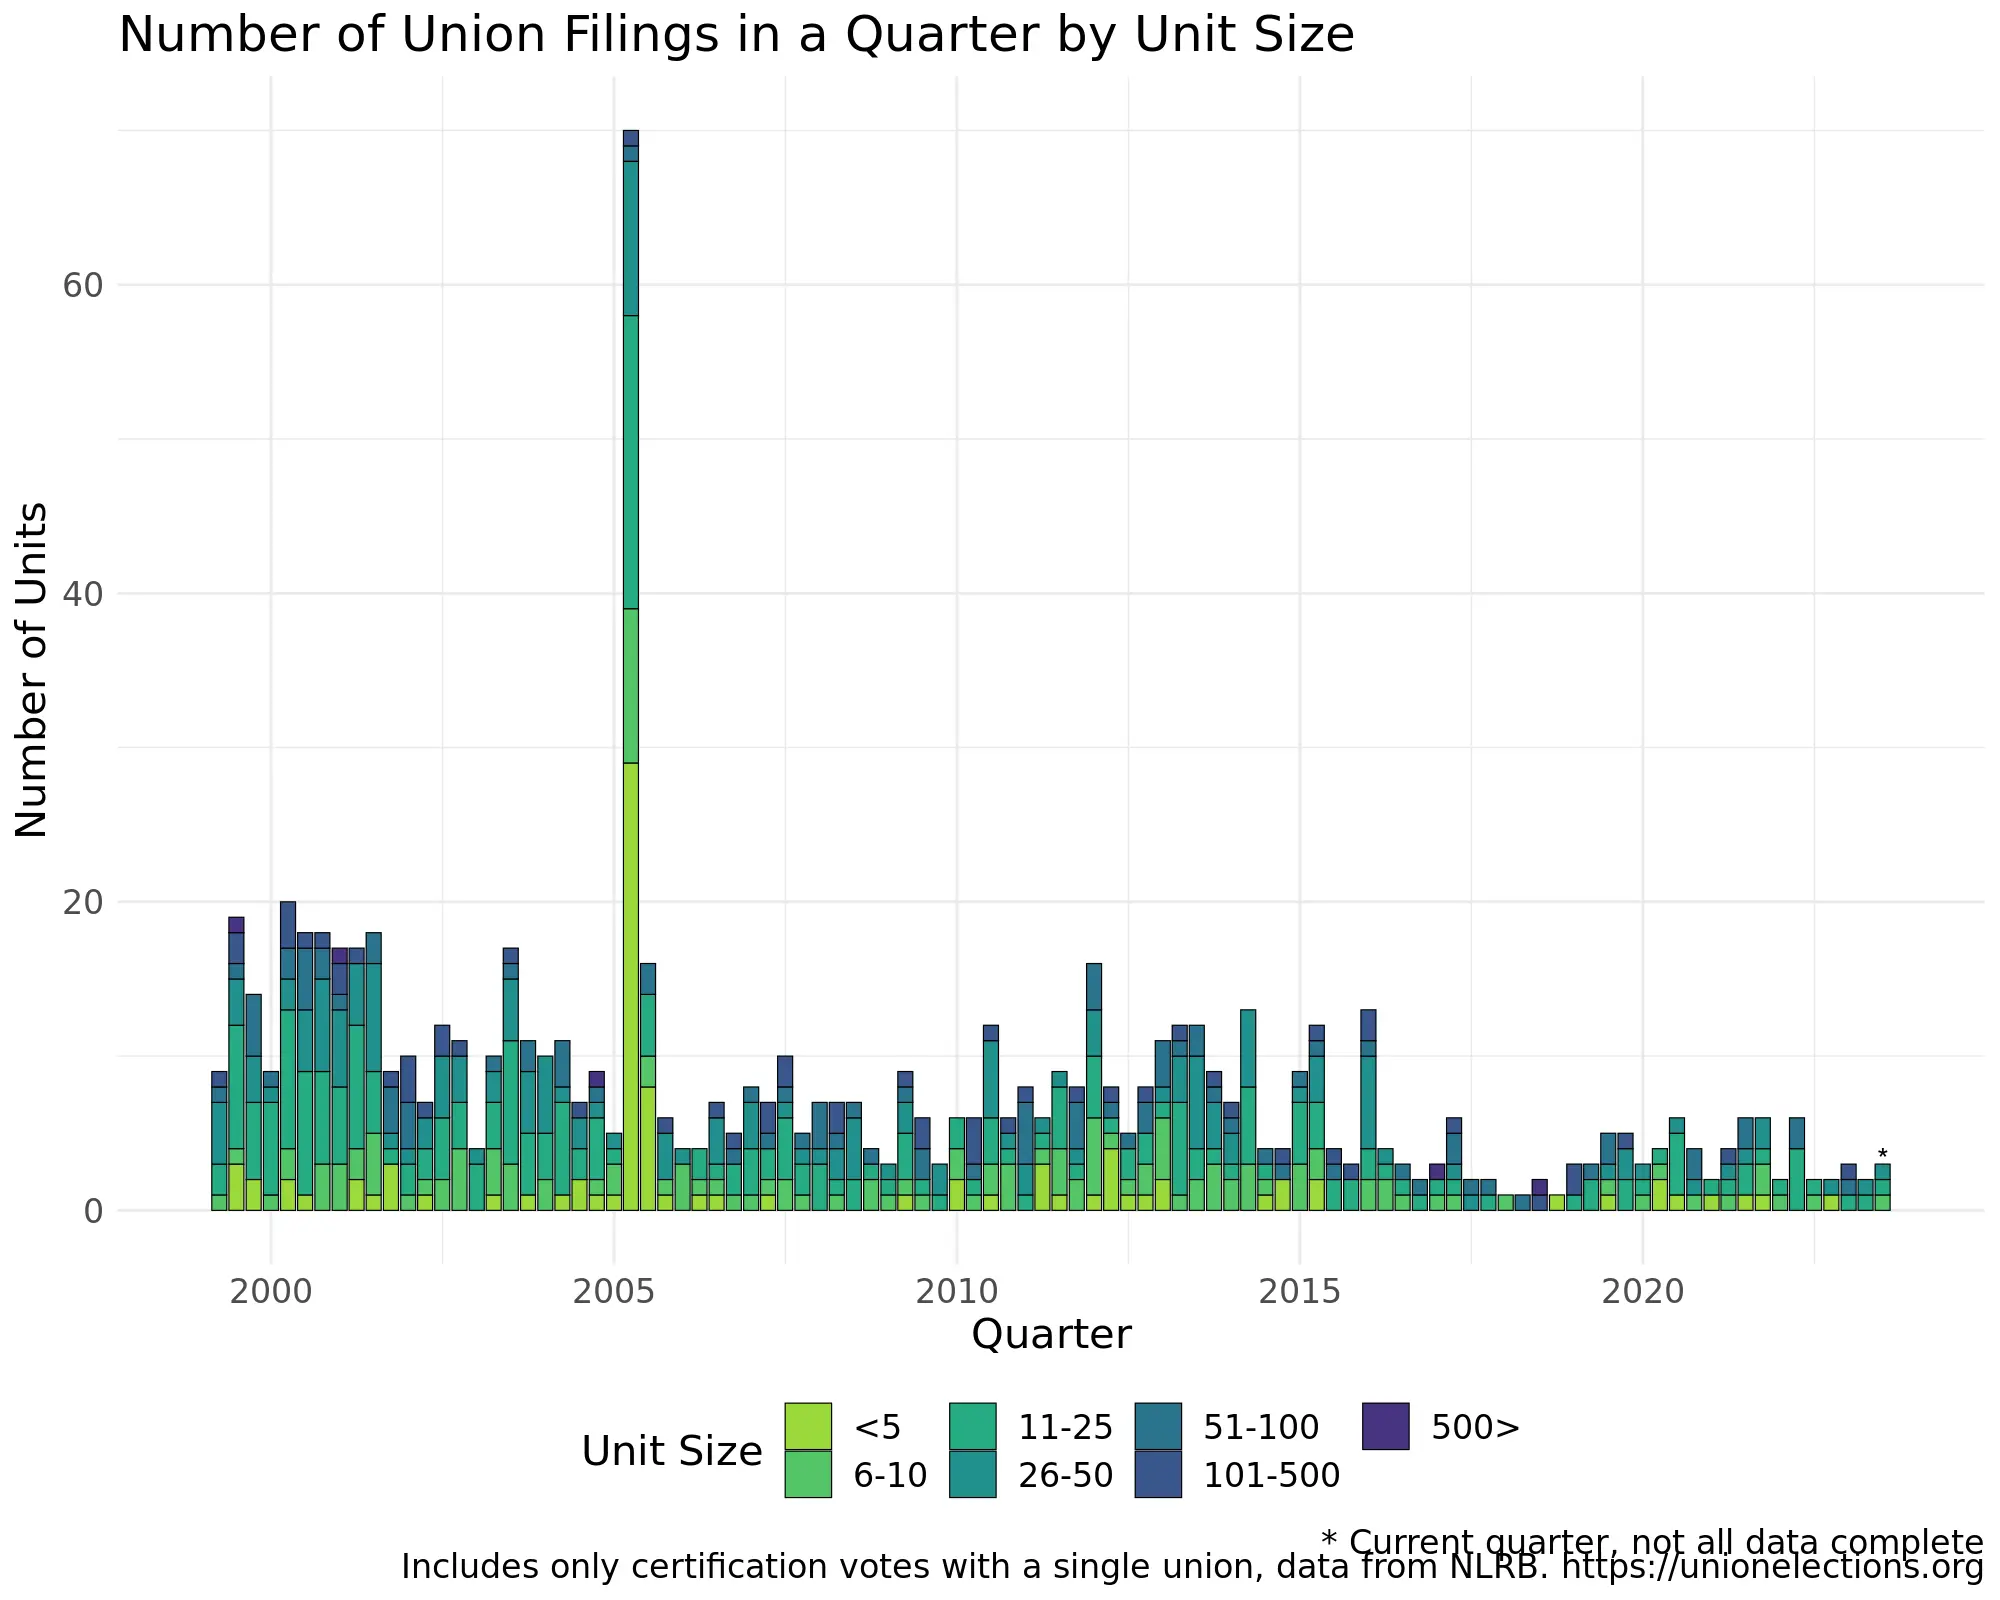 Number of Union Filings in a Quarter by Unit Size
Number of Units
60
40
20
0
*
2000 2005 2010 2015 2020
Quarter
Unit Size
<5 11-25 51-100 500>
6-10 26-50 101-500
* Current quarter, not all data complete
Includes only certification votes with a single union, data from NLRB. https://unionelections.org